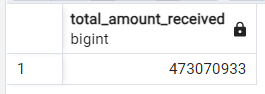 total_amount_received
bigint
1 473070933